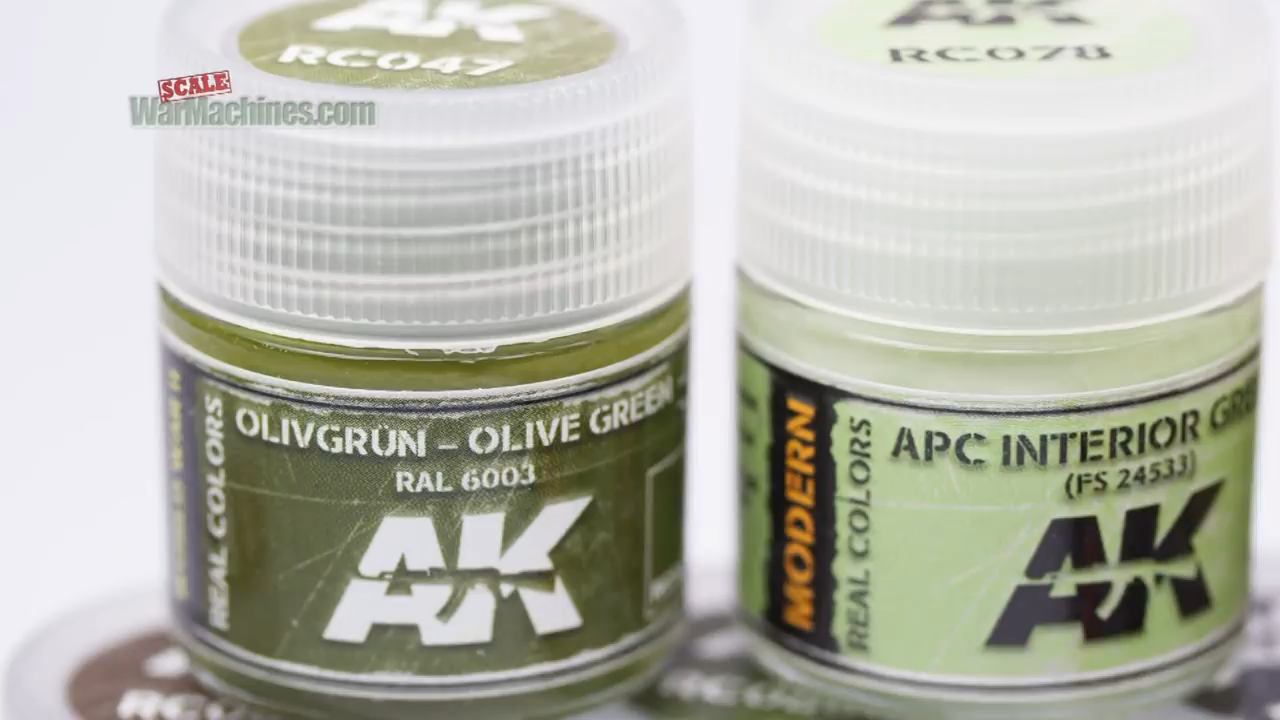 AK
RC047
AK
RC078
SCALE
WarMachines.com
REAL COLORS
OLIVGRÜN – OLIVE GREEN
RAL 6003
AK
MODERN
REAL COLORS
APC INTERIOR
(FS 24533)
AK